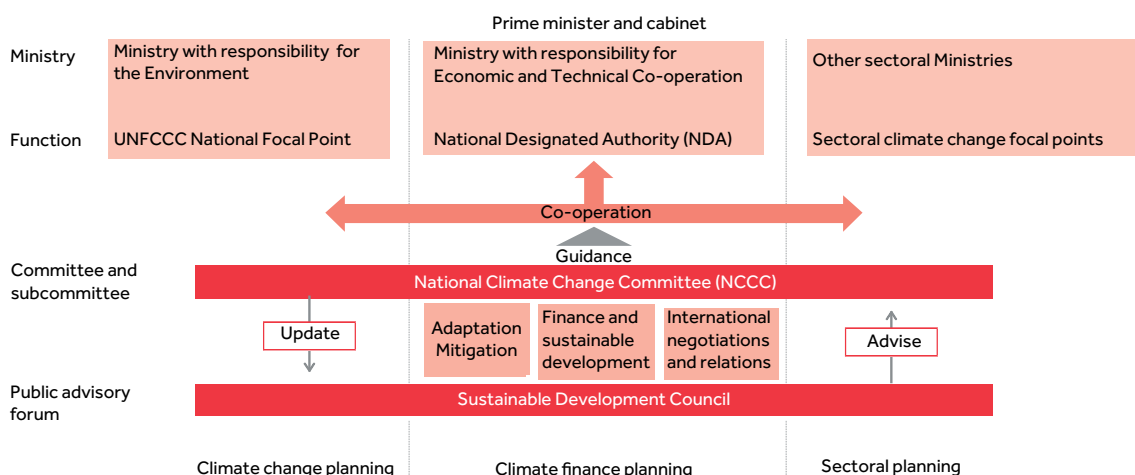 Prime minister and cabinet
Ministry
Ministry with responsibility for
the Environment
Ministry with responsibility for
Economic and Technical Co-operation
Other sectoral Ministries
Function
UNFCCC National Focal Point
National Designated Authority (NDA)
Sectoral climate change focal points
Co-operation
Guidance
Committee and
subcommittee
National Climate Change Committee (NCCC)
Update
Adaptation
Mitigation
Finance and
sustainable
development
International
negotiations
and relations
Advise
Public advisory
forum
Sustainable Development Council
Climate change planning
Climate finance planning
Sectoral planning